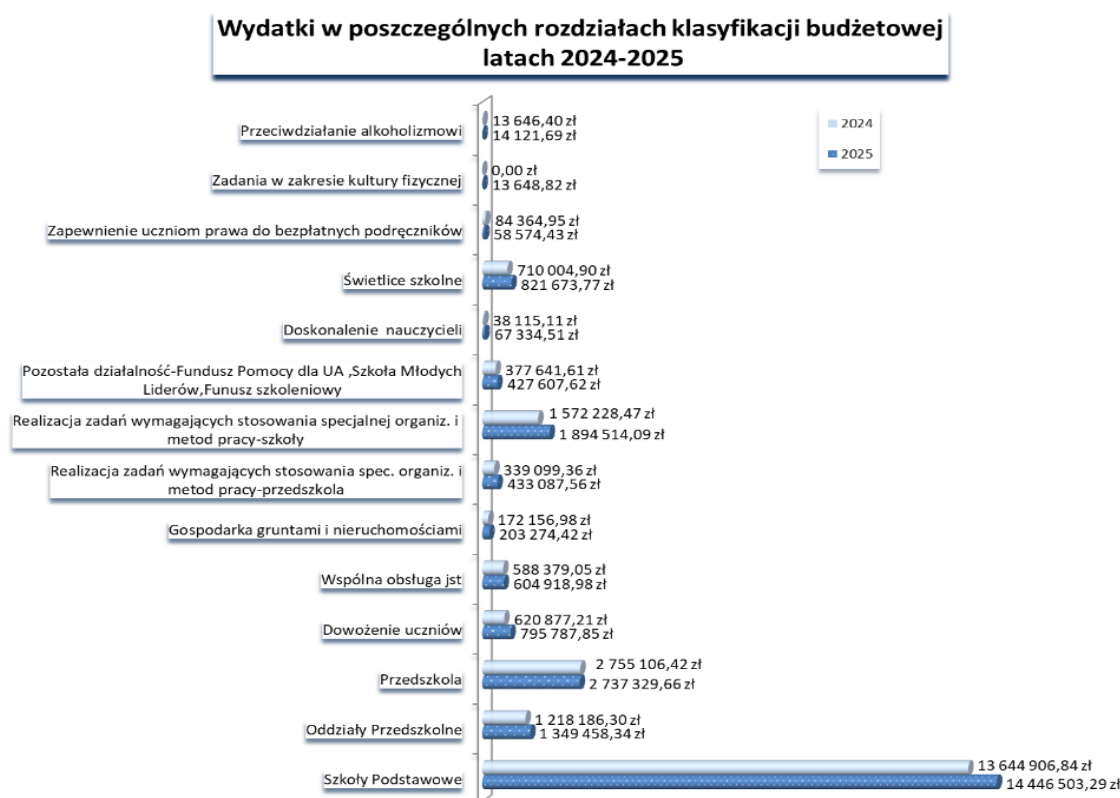 Wydatki w poszczególnych rozdziałach klasyfikacji budżetowej
latach 2024-2025
2024
2025
Przeciwdziałanie alkoholizmowi
13 646,40 zł
14 121,69 zł
Zadania w zakresie kultury fizycznej
0,00 zł
13 648,82 zł
Zapewnienie uczniom prawa do bezpłatnych podręczników
84 364,95 zł
58 574,43 zł
Świetlice szkolne
710 004,90 zł
821 673,77 zł
Doskonalenie nauczycieli
38 115,11 zł
67 334,51 zł
Pozostała działalność-Fundusz Pomocy dla UA ,Szkoła Młodych
Liderów,Funusz szkoleniowy
377 641,61 zł
427 607,62 zł
Realizacja zadań wymagających stosowania specjalnej organiz. i
metod pracy-szkoły
1 572 228,47 zł
1 894 514,09 zł
Realizacja zadań wymagających stosowania spec. organiz. i
metod pracy-przedszkola
339 099,36 zł
433 087,56 zł
Gospodarka gruntami i nieruchomościami
172 156,98 zł
203 274,42 zł
Wspólna obsługa jst
588 379,05 zł
604 918,98 zł
Dowożenie uczniów
620 877,21 zł
795 787,85 zł
Przedszkola
2 755 106,42 zł
2 737 329,66 zł
Oddziały Przedszkolne
1 218 186,30 zł
1 349 458,34 zł
Szkoły Podstawowe
13 644 906,84 zł
14 446 503,29 zł